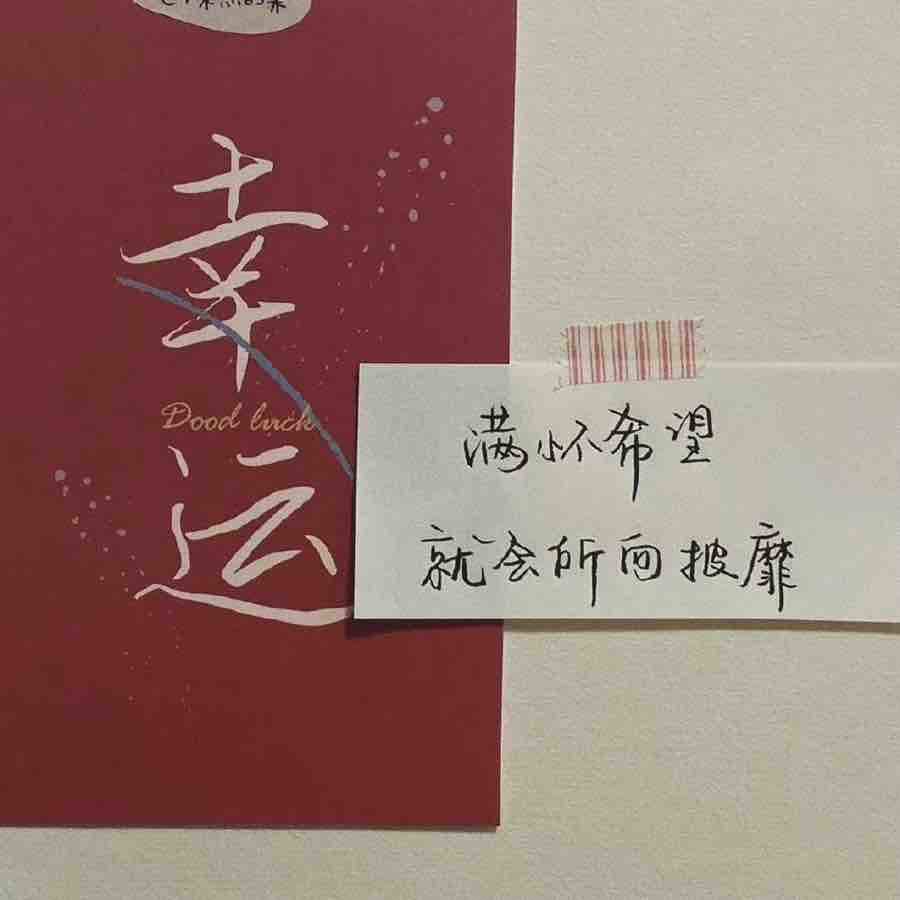 幸运
Dood luck
满怀希望
就会所向披靡